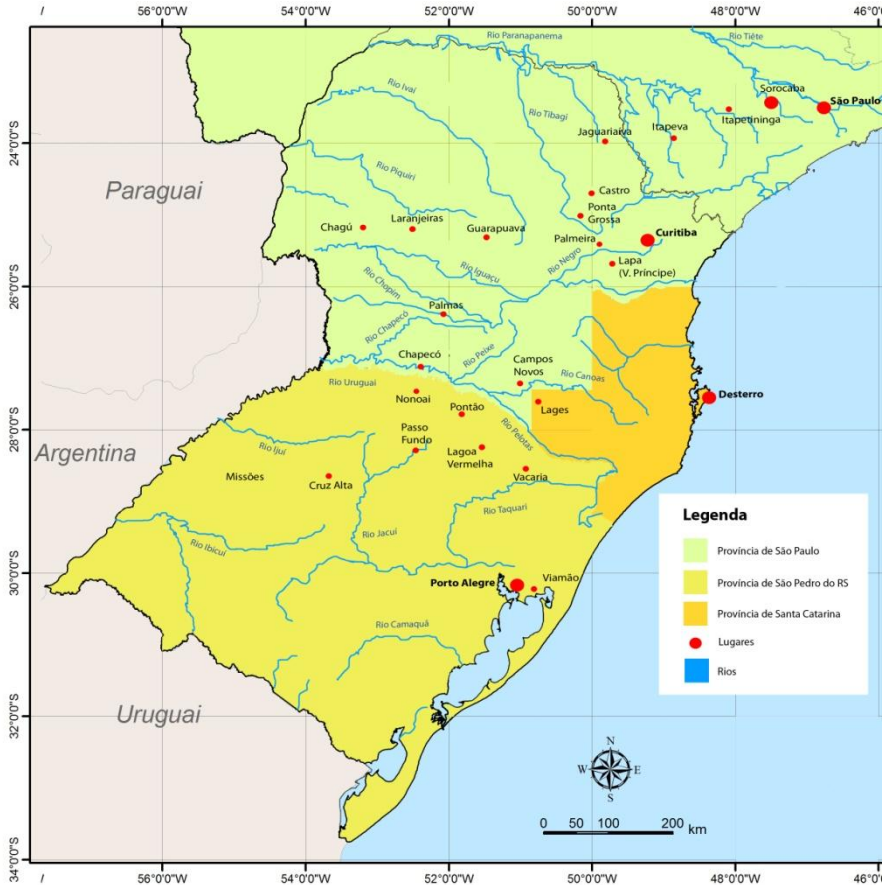 / 56°0'0"W 54°0'0"W 52°0'0"W 50°0'0"W 48°0'0"W 46°0'0"
Rio Paranapanema
Rio Tiête
Rio Ivaí
Sorocaba
São Paulo
Rio Tibagi
Itapetininga
Jaguariaiva
Itapeva
24°0'0"S
Rio Piquiri
Paraguai
Castro
Ponta
Grossa
Chagú
Laranjeiras
Guarapuava
Palmeira
Curitiba
Rio Negro
Lapa
(V. Príncipe)
Rio Iguaçu
26°0'0"S
Rio Chopim
Palmas
Rio Chapecó
Rio Peixe
Chapecó
Campos
Novos
Rio Canoas
Rio Uruguai
Nonoai
Pontão
Lages
Desterro
28°0'0"S
Rio Pelotas
Passo
Fundo
Argentina
Rio Ijuí
Lagoa
Vermelha
Missões
Cruz Alta
Vacaria
Rio Taquari
Rio Jacuí
Rio Ibicuí
Legenda
Província de São Paulo
Província de São Pedro do RS
Província de Santa Catarina
Lugares
Rios
30°0'0"S
Porto Alegre
Viamão
Rio Camaquã
Uruguai
32°0'0"S
N
W E
S
0 50 100 200
km
34°0'0"S
/ 56°0'0"W 54°0'0"W 52°0'0"W 50°0'0"W 48°0'0"W 46°0'